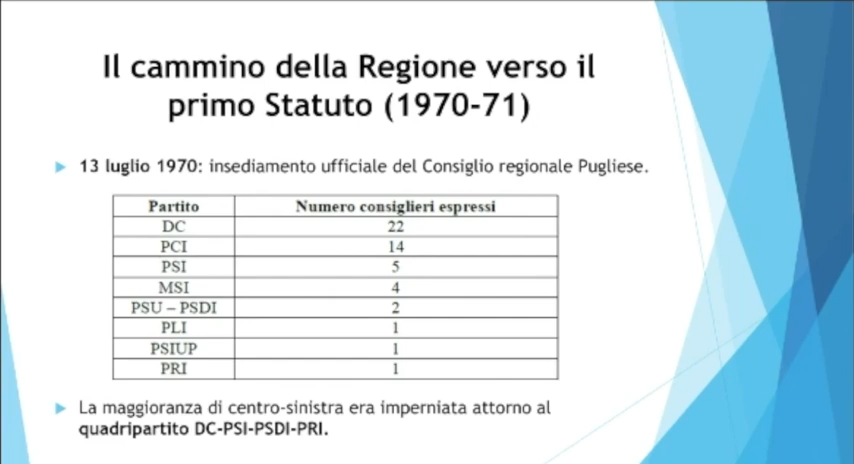 Il cammino della Regione verso il
primo Statuto (1970-71)
13 luglio 1970: insediamento ufficiale del Consiglio regionale Pugliese.
Partito Numero consiglieri espressi
DC 22
PCI 14
PSI 5
MSI 4
PSU – PSDI 2
PLI 1
PSIUP 1
PRI 1
La maggioranza di centro-sinistra era imperniata attorno al
quadripartito DC-PSI-PSDI-PRI.